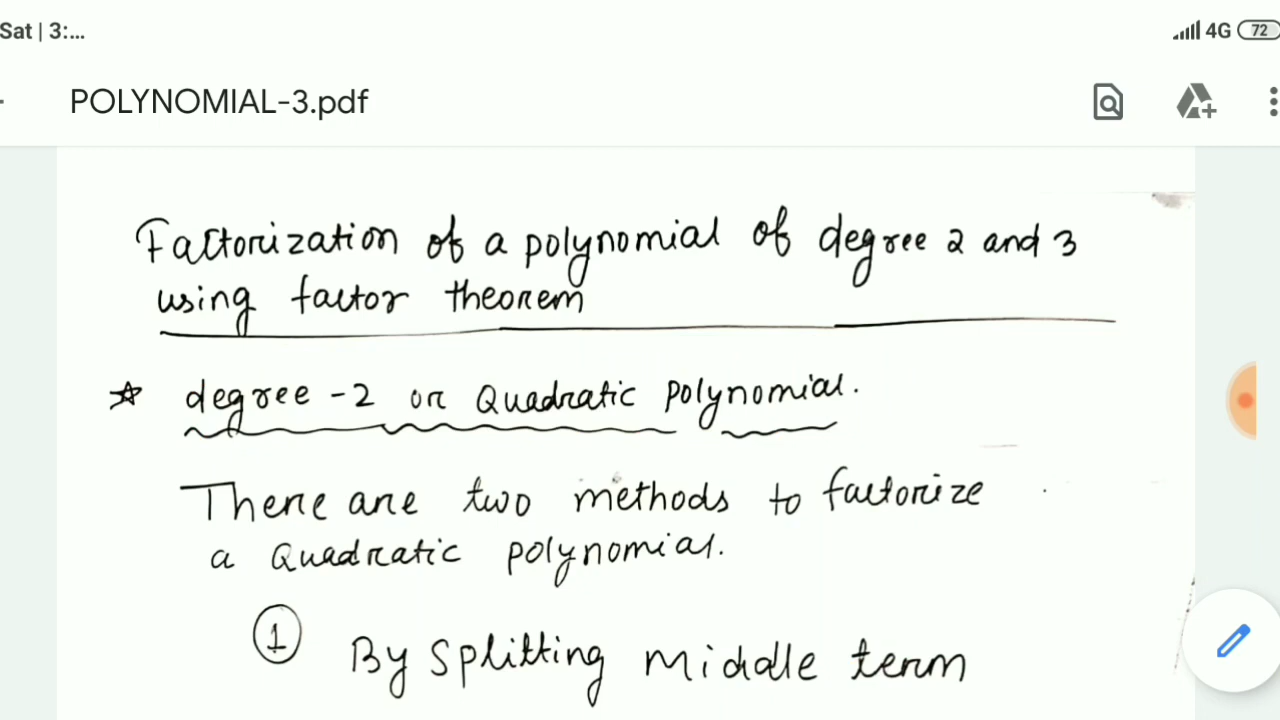 Sat | 3:...
4G 72
POLYNOMIAL-3.pdf
Factorization of a polynomial of degree 2 and 3
using factor theorem
☆ degree -2 or Quadratic polynomial.
There are two methods to factorize
a Quadratic polynomial.
① By Splitting middle term